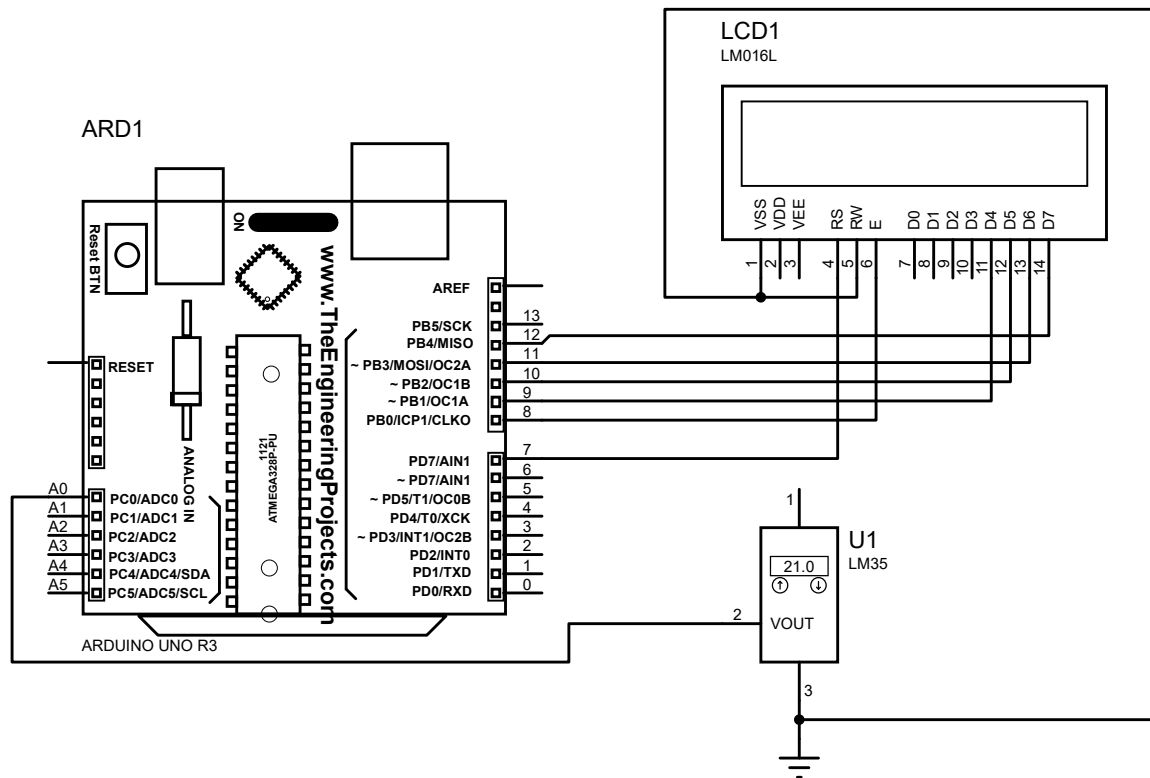 LCD1
LM016L
ARD1
VSS
VDD
VEE
RS
RW
E
D0
D1
D2
D3
D4
D5
D6
D7
1
2
3
4
5
6
7
8
9
10
11
12
13
14
ON
Reset BTN
www.TheEngineeringProjects.com
AREF
PB5/SCK 13
PB4/MISO 12
~ PB3/MOSI/OC2A 11
~ PB2/OC1B 10
~ PB1/OC1A 9
PB0/ICP1/CLKO 8
RESET
ANALOG IN
1121
ATMEGA328P-PU
PD7/AIN1 7
~ PD7/AIN1 6
~ PD5/T1/OC0B 5
PD4/T0/XCK 4
~ PD3/INT1/OC2B 3
PD2/INT0 2
PD1/TXD 1
PD0/RXD 0
A0 PC0/ADC0
A1 PC1/ADC1
A2 PC2/ADC2
A3 PC3/ADC3
A4 PC4/ADC4/SDA
A5 PC5/ADC5/SCL
ARDUINO UNO R3
1
U1
LM35
21.0
2
VOUT
3